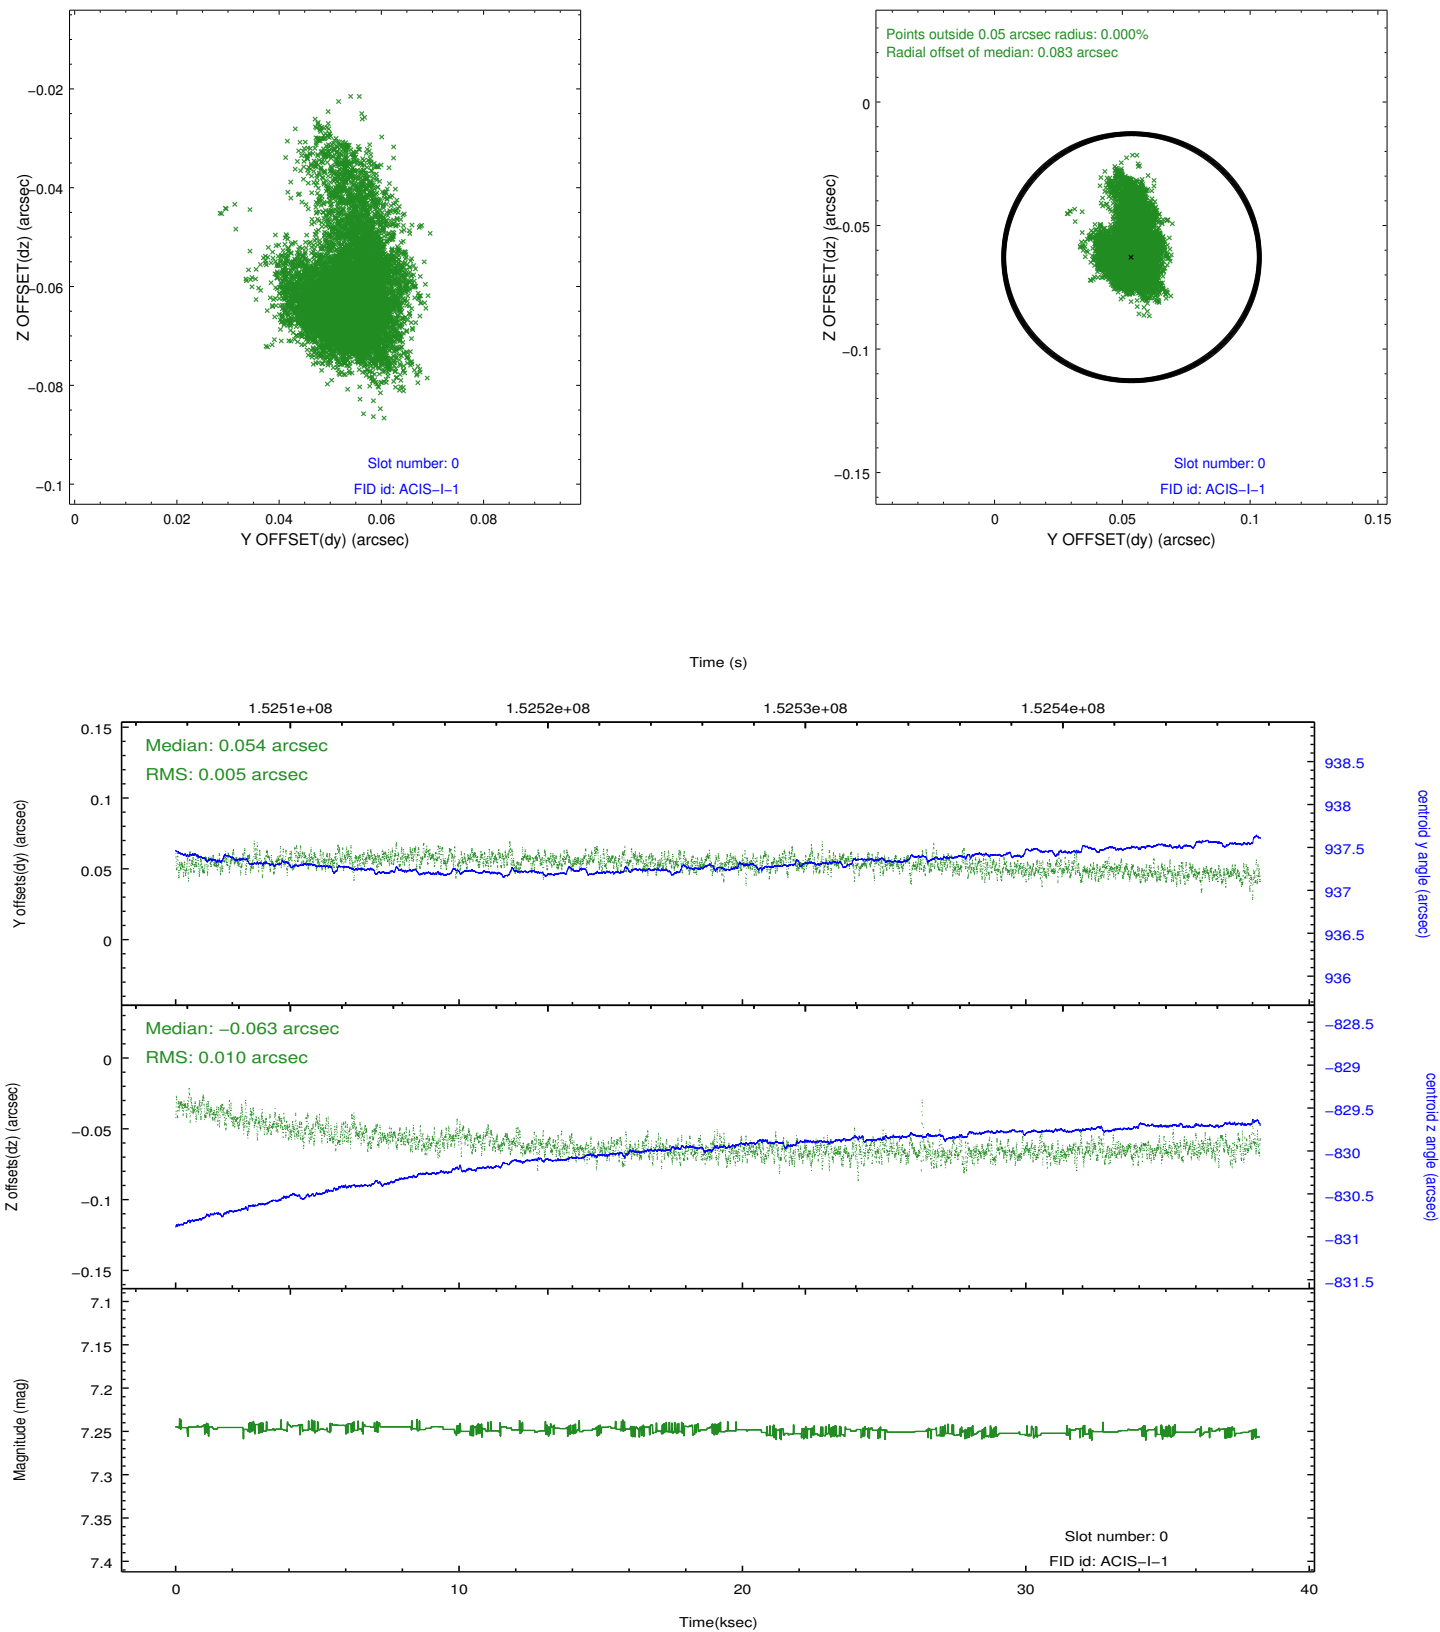 −0.02
−0.04
−0.06
−0.08
−0.1
Z OFFSET(dz) (arcsec)
Slot number: 0
FID id: ACIS−I−1
0 0.02 0.04 0.06 0.08
Y OFFSET(dy) (arcsec)
Points outside 0.05 arcsec radius: 0.000%
Radial offset of median: 0.083 arcsec
0
−0.05
−0.1
−0.15
Z OFFSET(dz) (arcsec)
Slot number: 0
FID id: ACIS−I−1
0 0.05 0.1 0.15
Y OFFSET(dy) (arcsec)
Time (s)
1.5251e+08 1.5252e+08 1.5253e+08 1.5254e+08
Median: 0.054 arcsec
RMS: 0.005 arcsec
0.15
0.1
0.05
0
Y offsets(dy) (arcsec)
938.5
938
937.5
937
936.5
936
centroid y angle (arcsec)
Median: −0.063 arcsec
RMS: 0.010 arcsec
0
−0.05
−0.1
−0.15
Z offsets(dz) (arcsec)
−828.5
−829
−829.5
−830
−830.5
−831
−831.5
centroid z angle (arcsec)
7.1
7.15
7.2
7.25
7.3
7.35
7.4
Magnitude (mag)
Slot number: 0
FID id: ACIS−I−1
0 10 20 30 40
Time(ksec)